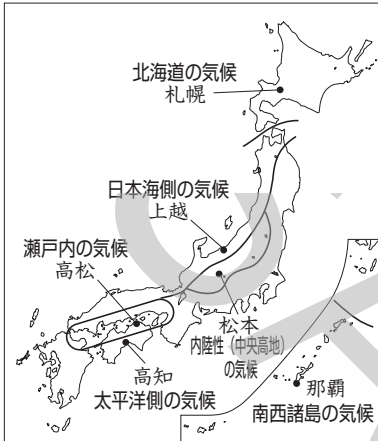 北海道の気候
札幌
日本海側の気候
上越
瀬戸内の気候
高松
松本
内陸性（中央高地）
の気候
高知
太平洋側の気候
那覇
南西諸島の気候